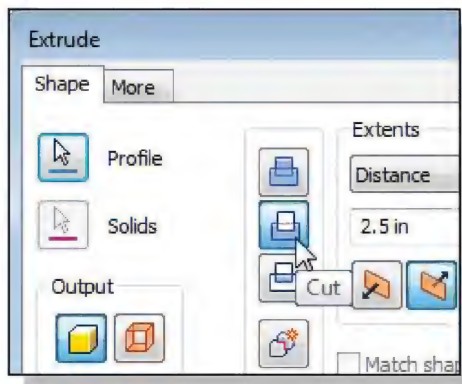 Extrude
Shape
More
Extents
Profile
Distance
Solids
2.5 in
Output
Cut
Match shap